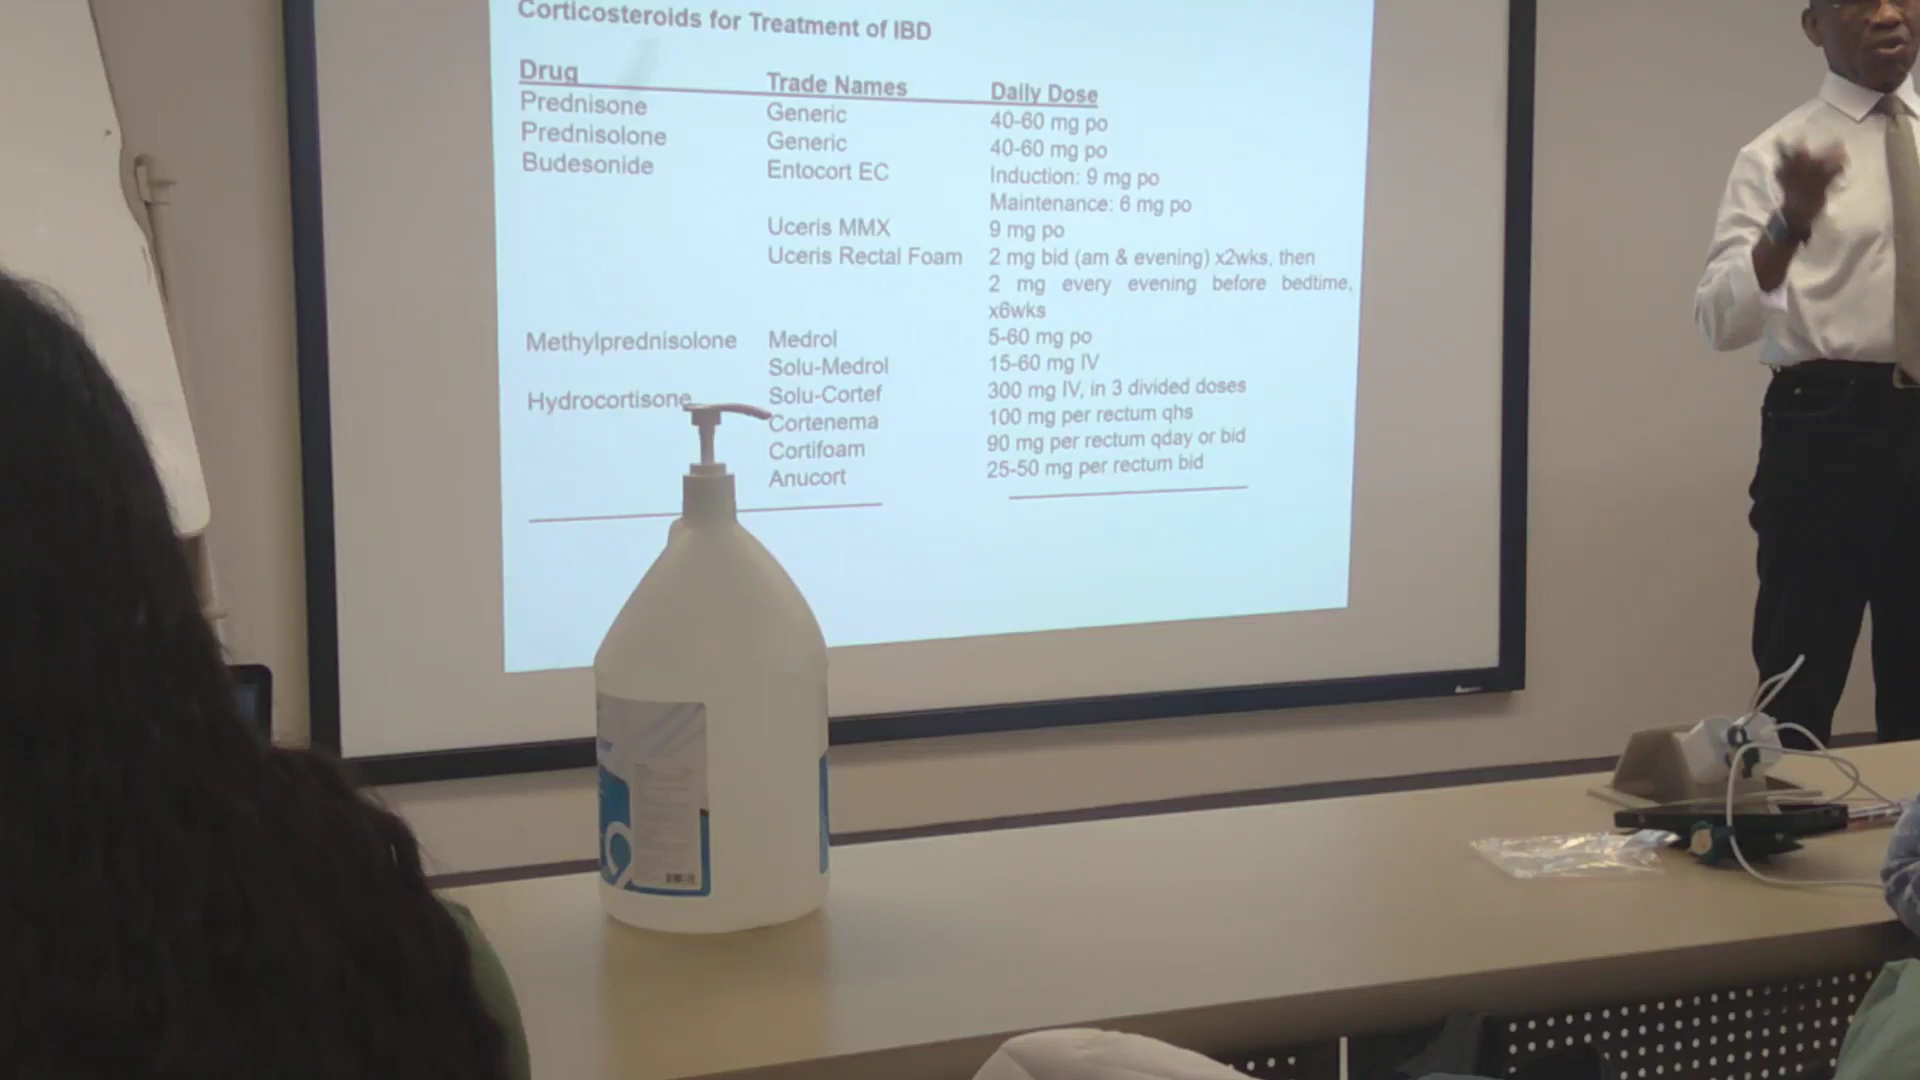 Corticosteroids for Treatment of IBD
Drug Trade Names Daily Dose
Prednisone Generic 40-60 mg po
Prednisolone Generic 40-60 mg po
Budesonide Entocort EC Induction: 9 mg po
Maintenance: 6 mg po
Uceris MMX 9 mg po
Uceris Rectal Foam 2 mg bid (am & evening) x2wks, then
2 mg every evening before bedtime,
x6wks
Methylprednisolone Medrol 5-60 mg po
Solu-Medrol 15-60 mg IV
Hydrocortisone Solu-Cortef 300 mg IV, in 3 divided doses
Cortenema 100 mg per rectum qhs
Cortifoam 90 mg per rectum qday or bid
Anucort 25-50 mg per rectum bid